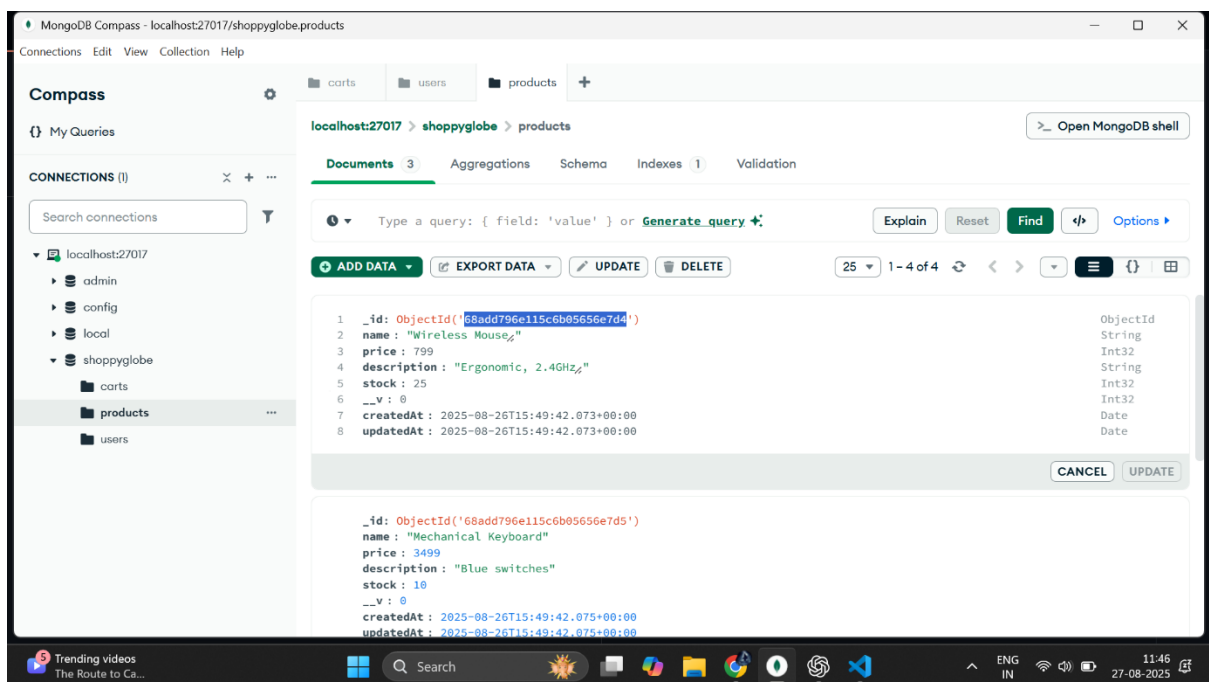 MongoDB Compass - localhost:27017/shoppyglobe.products
Connections Edit View Collection Help
Compass
{} My Queries
CONNECTIONS (1)
Search connections
localhost:27017
admin
config
local
shoppyglobe
carts
products
users
carts users products +
localhost:27017 > shoppyglobe > products
>_ Open MongoDB shell
Documents 3 Aggregations Schema Indexes 1 Validation
Type a query: { field: 'value' } or Generate query
Explain Reset Find </> Options
ADD DATA EXPORT DATA UPDATE DELETE
25 1 – 4 of 4 {}
1 _id: ObjectId('68add796e115c6b05656e7d4') ObjectId
2 name : "Wireless Mouse" String
3 price : 799 Int32
4 description : "Ergonomic, 2.4GHz" String
5 stock : 25 Int32
6 __v : 0 Int32
7 createdAt : 2025-08-26T15:49:42.073+00:00 Date
8 updatedAt : 2025-08-26T15:49:42.073+00:00 Date
CANCEL UPDATE
_id: ObjectId('68add796e115c6b05656e7d5')
name : "Mechanical Keyboard"
price : 3499
description : "Blue switches"
stock : 10
__v : 0
createdAt : 2025-08-26T15:49:42.075+00:00
updatedAt : 2025-08-26T15:49:42.075+00:00
5
Trending videos
The Route to Ca...
Search
ENG
IN
11:46
27-08-2025